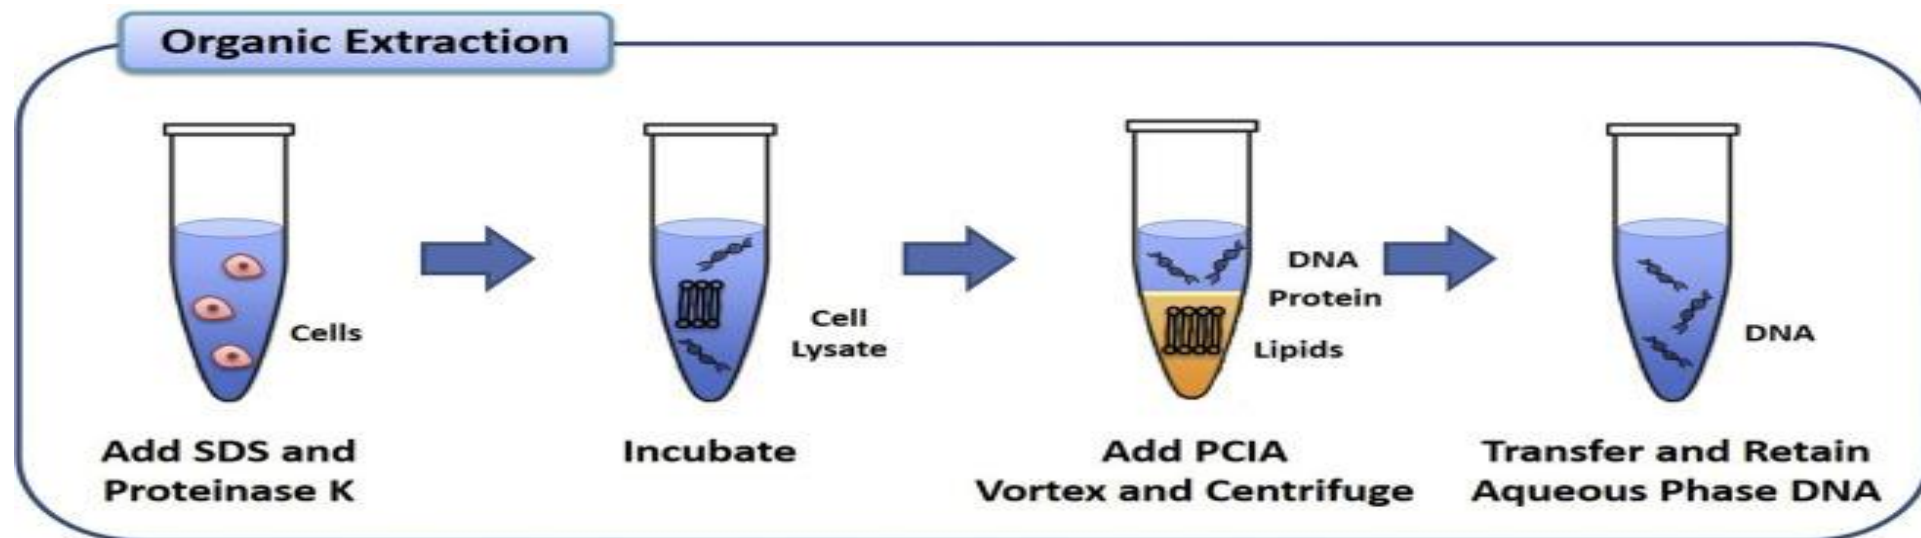 Organic Extraction
Cells
Cell
Lysate
DNA
Protein
Lipids
DNA
Add SDS and
Proteinase K
Incubate
Add PCIA
Vortex and Centrifuge
Transfer and Retain
Aqueous Phase DNA